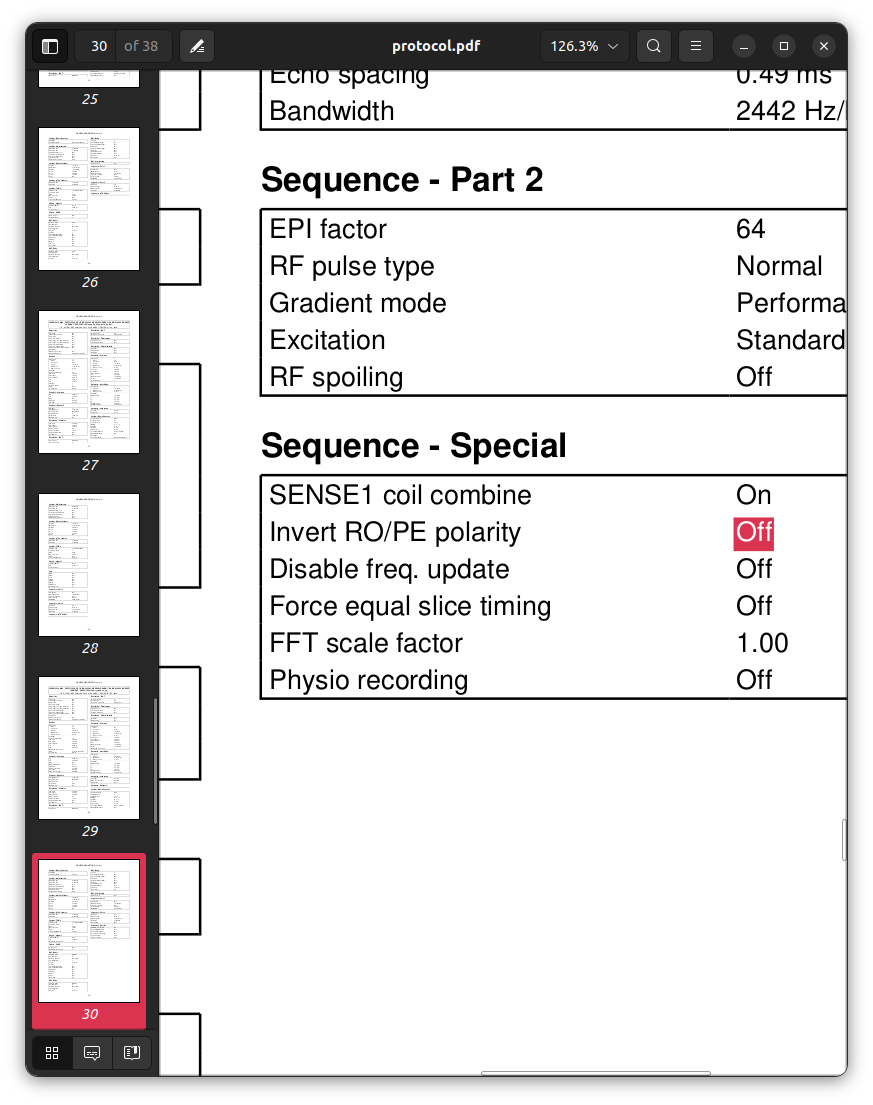 30 of 38
protocol.pdf
126.3%
25
26
27
28
29
30
Echo spacing 0.49 ms
Bandwidth 2442 Hz/
Sequence - Part 2
EPI factor 64
RF pulse type Normal
Gradient mode Performa
Excitation Standard
RF spoiling Off
Sequence - Special
SENSE1 coil combine On
Invert RO/PE polarity Off
Disable freq. update Off
Force equal slice timing Off
FFT scale factor 1.00
Physio recording Off